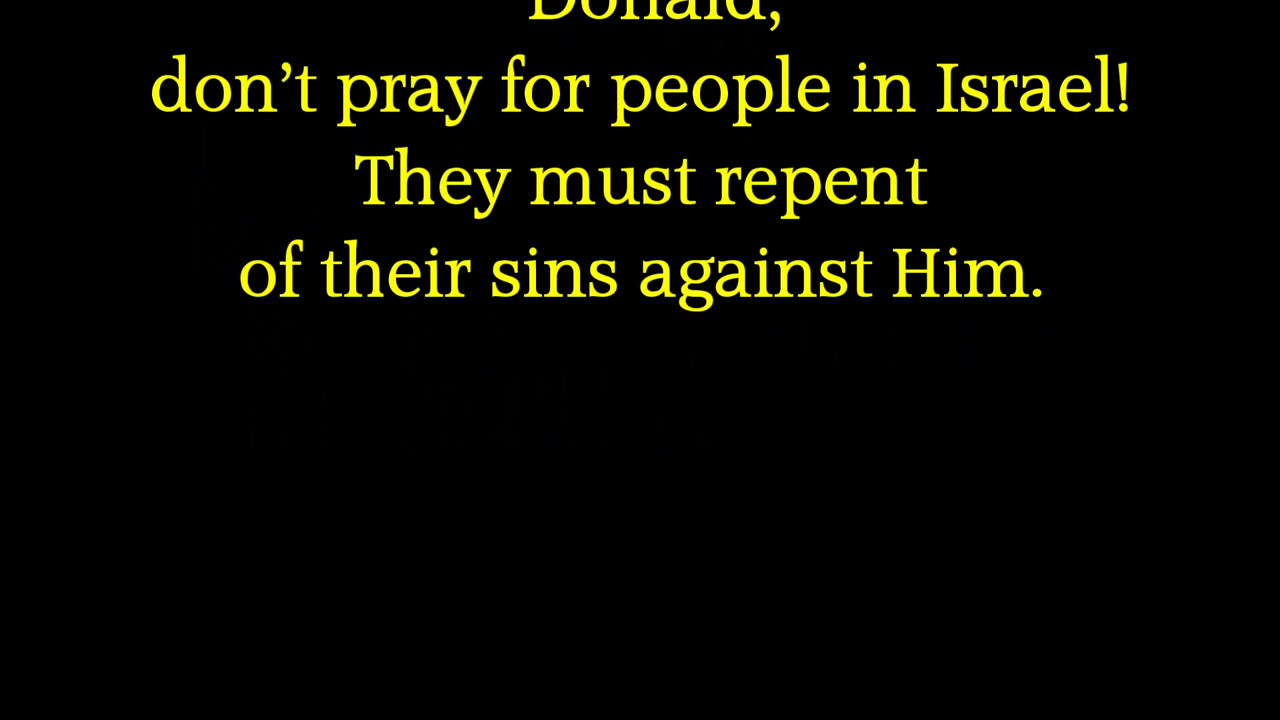 Donald,
don’t pray for people in Israel!
They must repent
of their sins against Him.